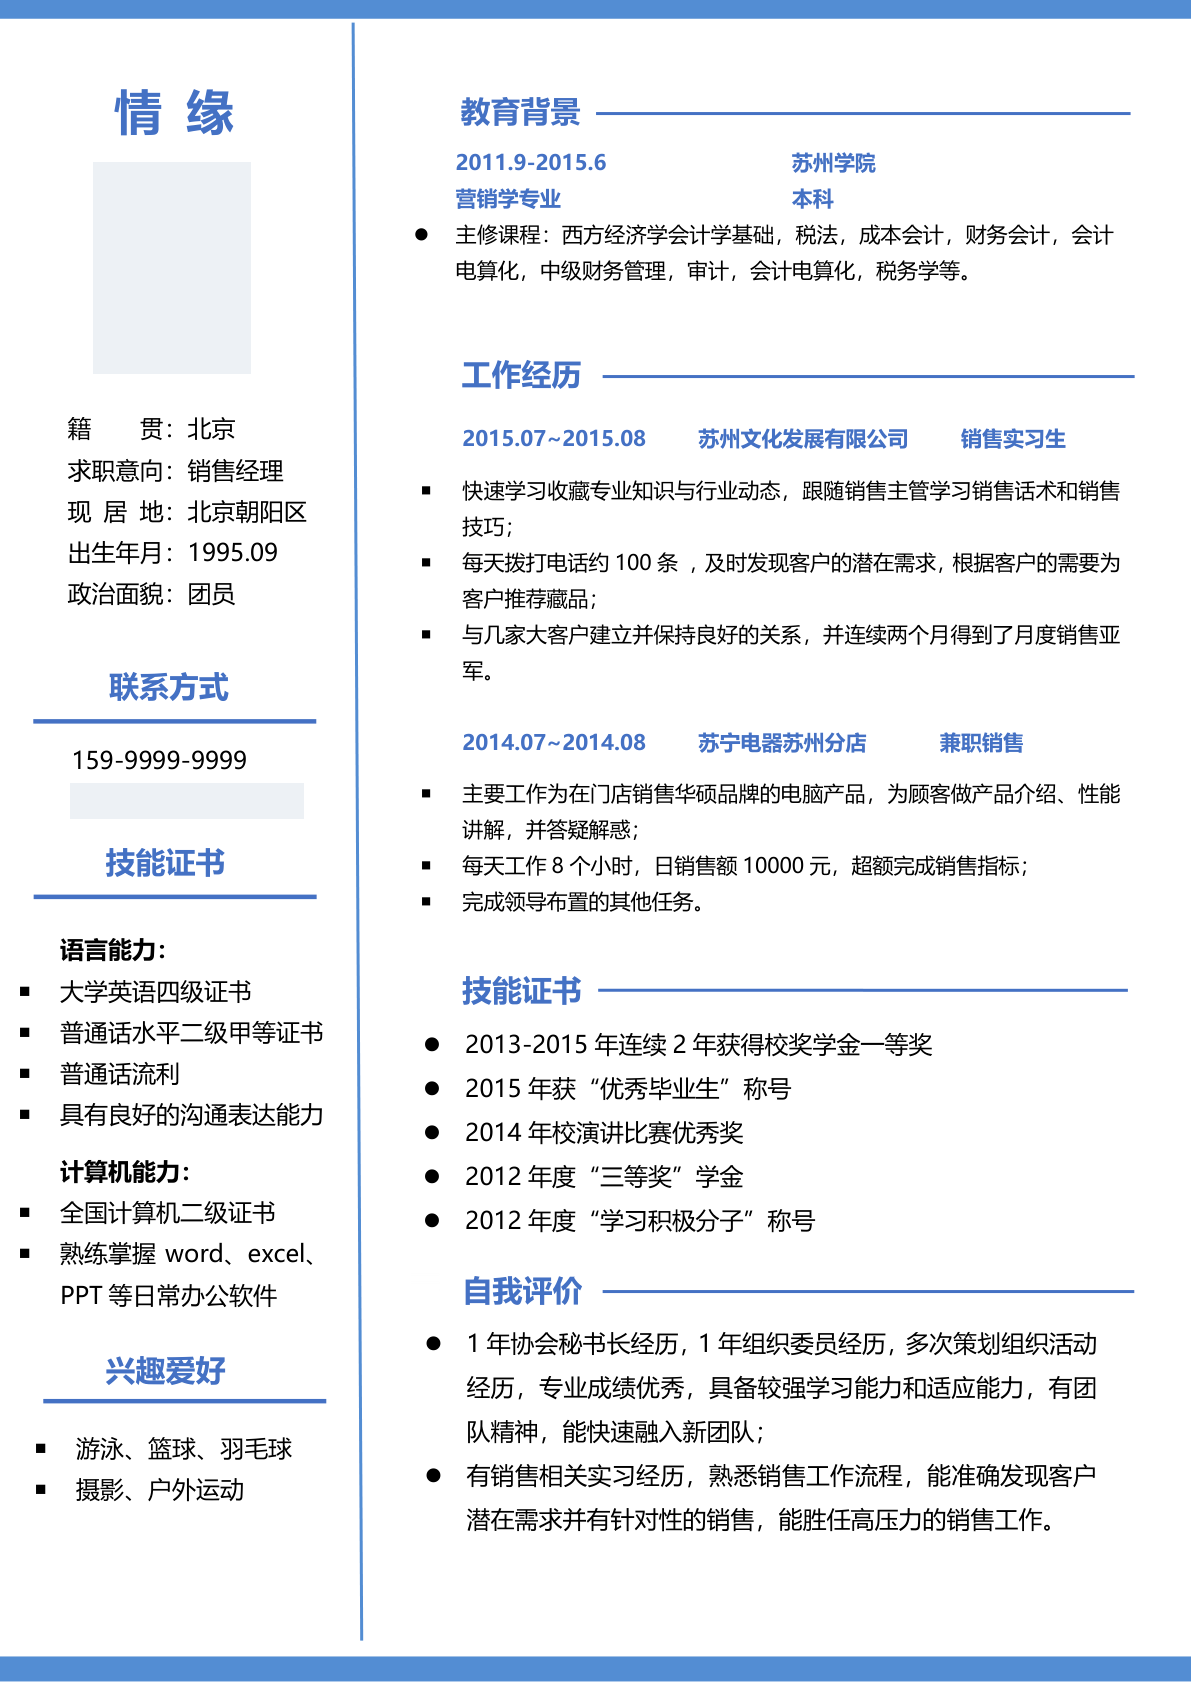 情 缘
籍 贯：北京
求职意向：销售经理
现 居 地：北京朝阳区
出生年月：1995.09
政治面貌：团员
联系方式
159-9999-9999
技能证书
语言能力：
■ 大学英语四级证书
■ 普通话水平二级甲等证书
■ 普通话流利
■ 具有良好的沟通表达能力
计算机能力：
■ 全国计算机二级证书
■ 熟练掌握 word、excel、
PPT 等日常办公软件
兴趣爱好
■ 游泳、篮球、羽毛球
■ 摄影、户外运动
教育背景
2011.9-2015.6 苏州学院
营销学专业 本科
● 主修课程：西方经济学会计学基础，税法，成本会计，财务会计，会计
电算化，中级财务管理，审计，会计电算化，税务学等。
工作经历
2015.07~2015.08 苏州文化发展有限公司 销售实习生
■ 快速学习收藏专业知识与行业动态，跟随销售主管学习销售话术和销售
技巧；
■ 每天拨打电话约 100 条 ，及时发现客户的潜在需求，根据客户的需要为
客户推荐藏品；
■ 与几家大客户建立并保持良好的关系，并连续两个月得到了月度销售亚
军。
2014.07~2014.08 苏宁电器苏州分店 兼职销售
■ 主要工作为在门店销售华硕品牌的电脑产品，为顾客做产品介绍、性能
讲解，并答疑解惑；
■ 每天工作 8 个小时，日销售额 10000 元，超额完成销售指标；
■ 完成领导布置的其他任务。
技能证书
● 2013-2015 年连续 2 年获得校奖学金一等奖
● 2015 年获“优秀毕业生”称号
● 2014 年校演讲比赛优秀奖
● 2012 年度“三等奖”学金
● 2012 年度“学习积极分子”称号
自我评价
● 1 年协会秘书长经历，1 年组织委员经历，多次策划组织活动
经历，专业成绩优秀，具备较强学习能力和适应能力，有团
队精神，能快速融入新团队；
● 有销售相关实习经历，熟悉销售工作流程，能准确发现客户
潜在需求并有针对性的销售，能胜任高压力的销售工作。